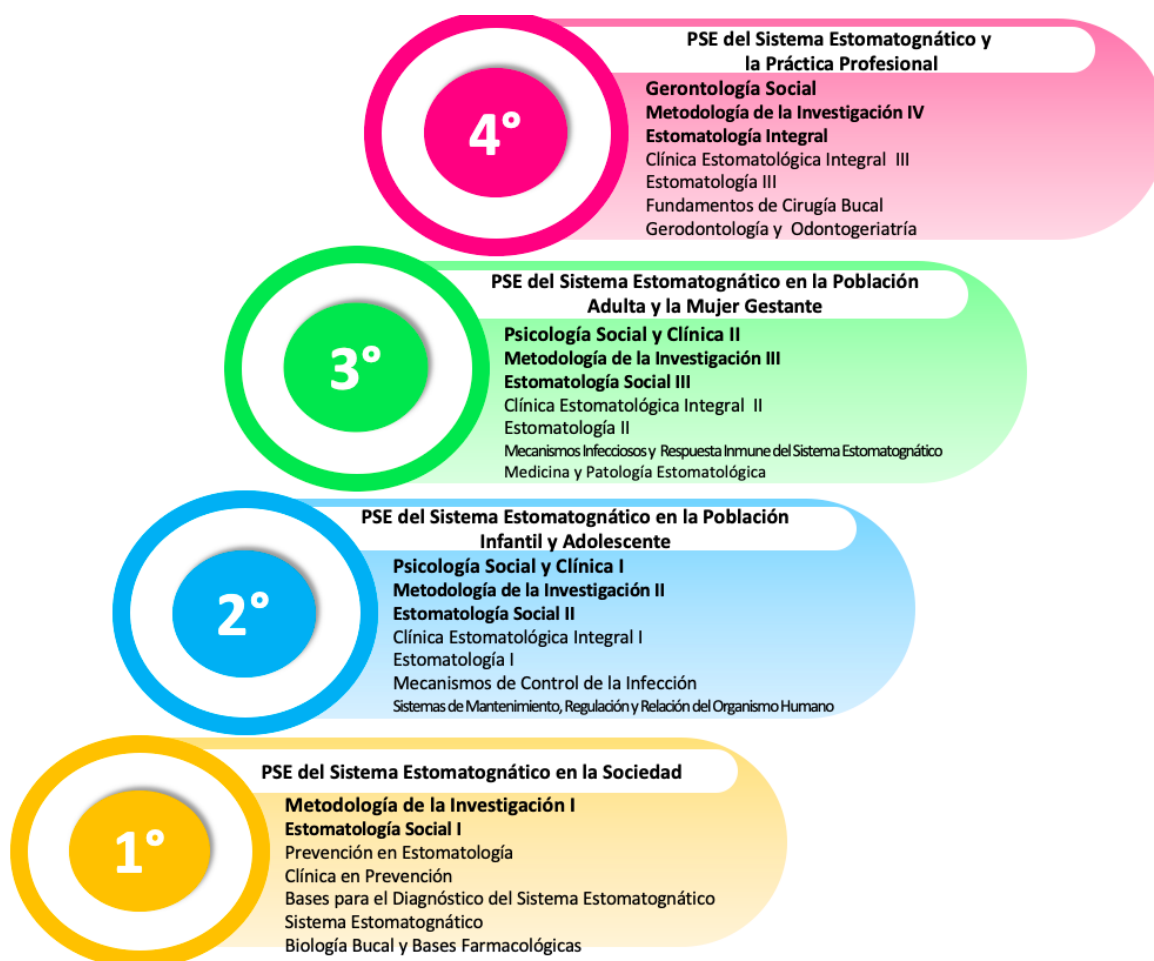 4°
PSE del Sistema Estomatognático y
la Práctica Profesional
Gerontología Social
Metodología de la Investigación IV
Estomatología Integral
Clínica Estomatológica Integral III
Estomatología III
Fundamentos de Cirugía Bucal
Gerodontología y Odontogeriatría
3°
PSE del Sistema Estomatognático en la Población
Adulta y la Mujer Gestante
Psicología Social y Clínica II
Metodología de la Investigación III
Estomatología Social III
Clínica Estomatológica Integral II
Estomatología II
Mecanismos Infecciosos y Respuesta Inmune del Sistema Estomatognático
Medicina y Patología Estomatológica
2°
PSE del Sistema Estomatognático en la Población
Infantil y Adolescente
Psicología Social y Clínica I
Metodología de la Investigación II
Estomatología Social II
Clínica Estomatológica Integral I
Estomatología I
Mecanismos de Control de la Infección
Sistemas de Mantenimiento, Regulación y Relación del Organismo Humano
1°
PSE del Sistema Estomatognático en la Sociedad
Metodología de la Investigación I
Estomatología Social I
Prevención en Estomatología
Clínica en Prevención
Bases para el Diagnóstico del Sistema Estomatognático
Sistema Estomatognático
Biología Bucal y Bases Farmacológicas